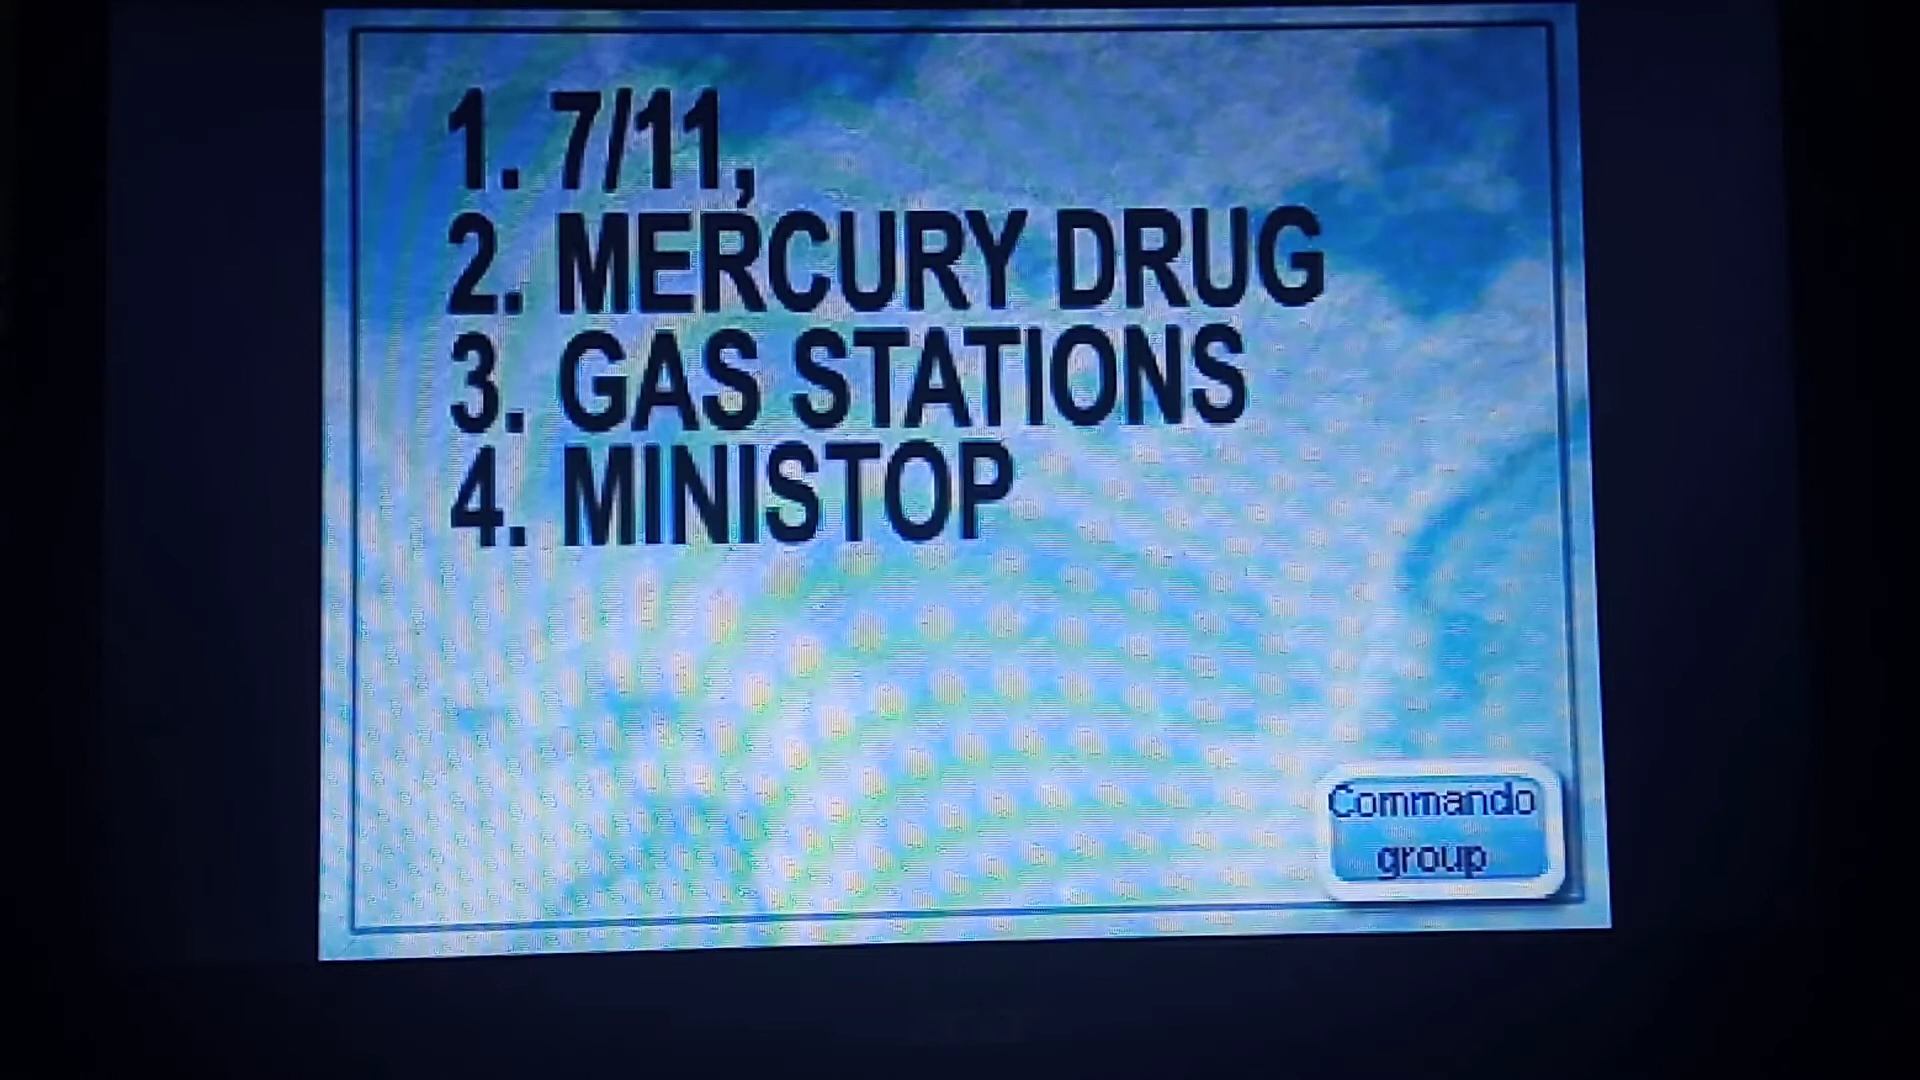 1. 7/11,
2. MERCURY DRUG
3. GAS STATIONS
4. MINISTOP
Commando
group